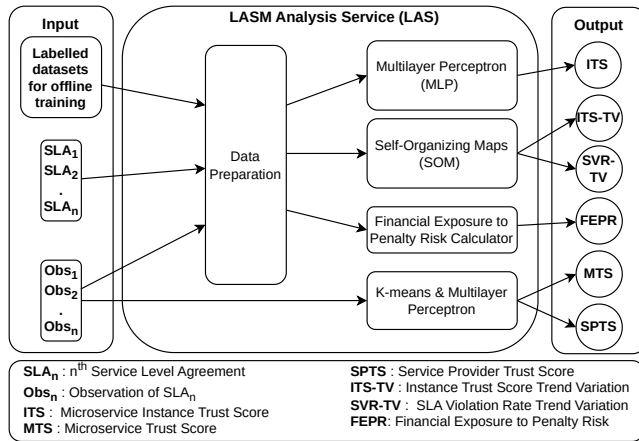 Input
LASM Analysis Service (LAS)
Output
Labelled
datasets
for offline
training
SLA1
SLA2
.
SLAn
Obs1
Obs2
.
Obsn
Data
Preparation
Multilayer Perceptron
(MLP)
Self-Organizing Maps
(SOM)
Financial Exposure to
Penalty Risk Calculator
K-means & Multilayer
Perceptron
ITS
ITS-TV
SVR-
TV
FEPR
MTS
SPTS
SLAn : nth Service Level Agreement
Obsn : Observation of SLAn
ITS : Microservice Instance Trust Score
MTS : Microservice Trust Score
SPTS : Service Provider Trust Score
ITS-TV : Instance Trust Score Trend Variation
SVR-TV : SLA Violation Rate Trend Variation
FEPR: Financial Exposure to Penalty Risk